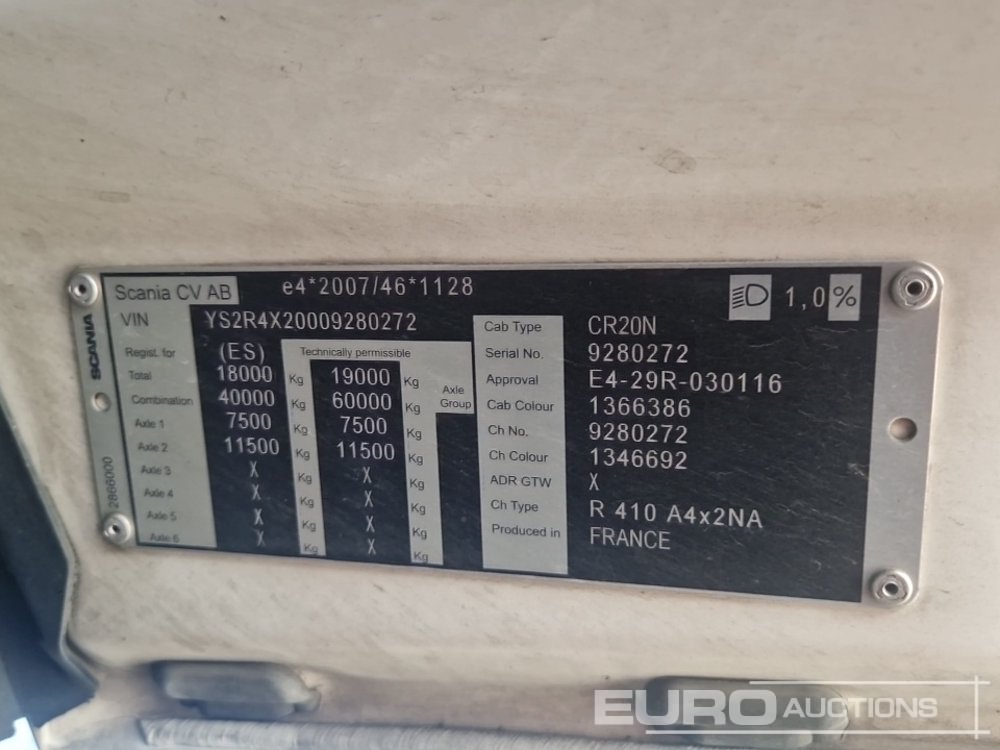 Scania CV AB e4*2007/46*1128 1,0%
VIN YS2R4X20009280272
Regist. for (ES) Technically permissible
Total 18000 Kg 19000 Kg
Combination 40000 Kg 60000 Kg Axle Group
Axle 1 7500 Kg 7500 Kg
Axle 2 11500 Kg 11500 Kg
Axle 3 X Kg X Kg
Axle 4 X Kg X Kg
Axle 5 X Kg X Kg
Axle 6 X Kg X Kg
Cab Type CR20N
Serial No. 9280272
Approval E4-29R-030116
Cab Colour 1366386
Ch No. 9280272
Ch Colour 1346692
ADR GTW X
Ch Type R 410 A4x2NA
Produced in FRANCE
SCANIA
2866000
EURO AUCTIONS